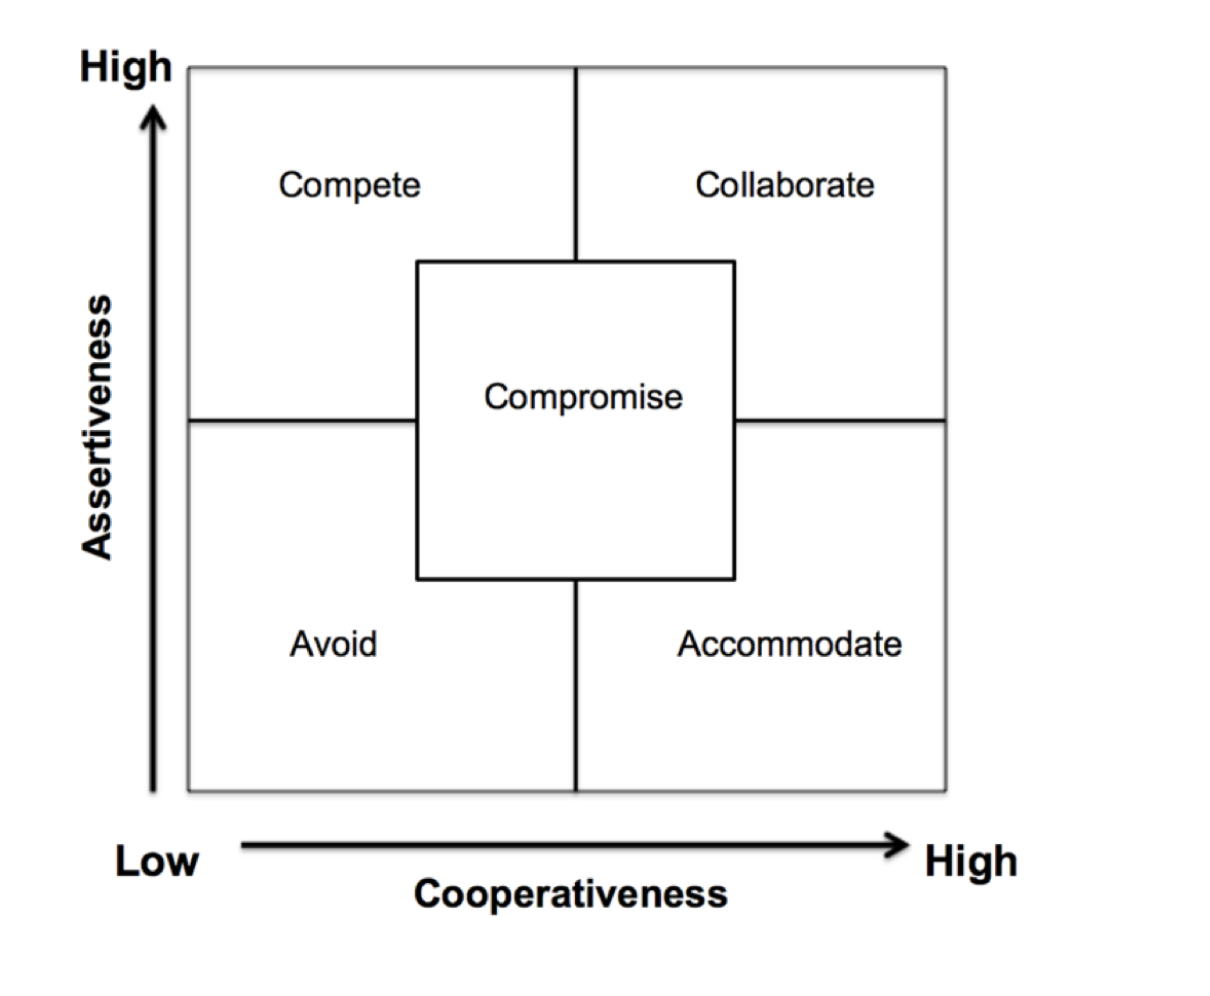 High
Compete
Collaborate
Assertiveness
Compromise
Avoid
Accommodate
Low
High
Cooperativeness